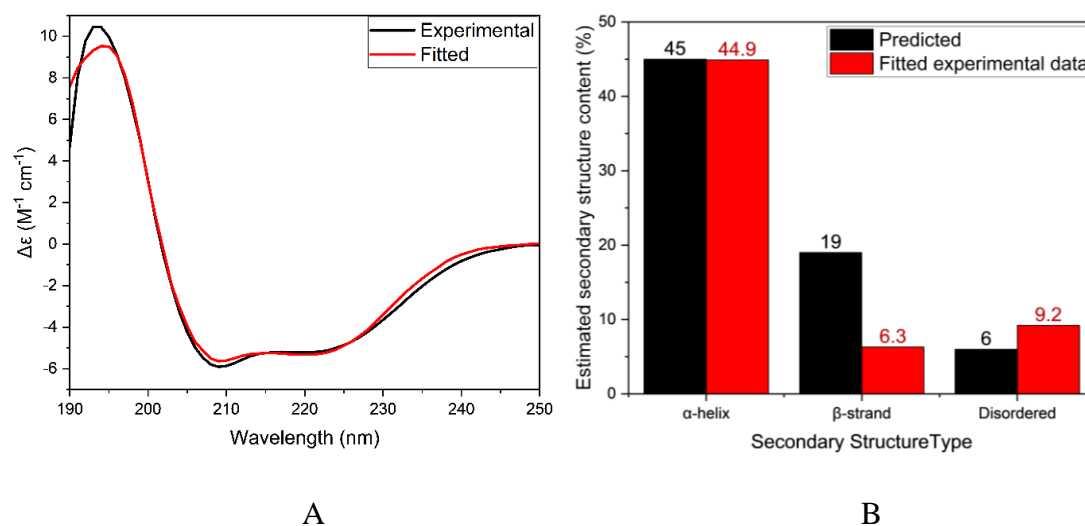 Experimental
Fitted
10
8
6
4
2
0
-2
-4
-6
Δε (M⁻¹ cm⁻¹)
190 200 210 220 230 240 250
Wavelength (nm)
A
Predicted
Fitted experimental data
50
40
30
20
10
0
Estimated secondary structure content (%)
45 44.9
19
6.3
6
9.2
α-helix β-strand Disordered
Secondary StructureType
B